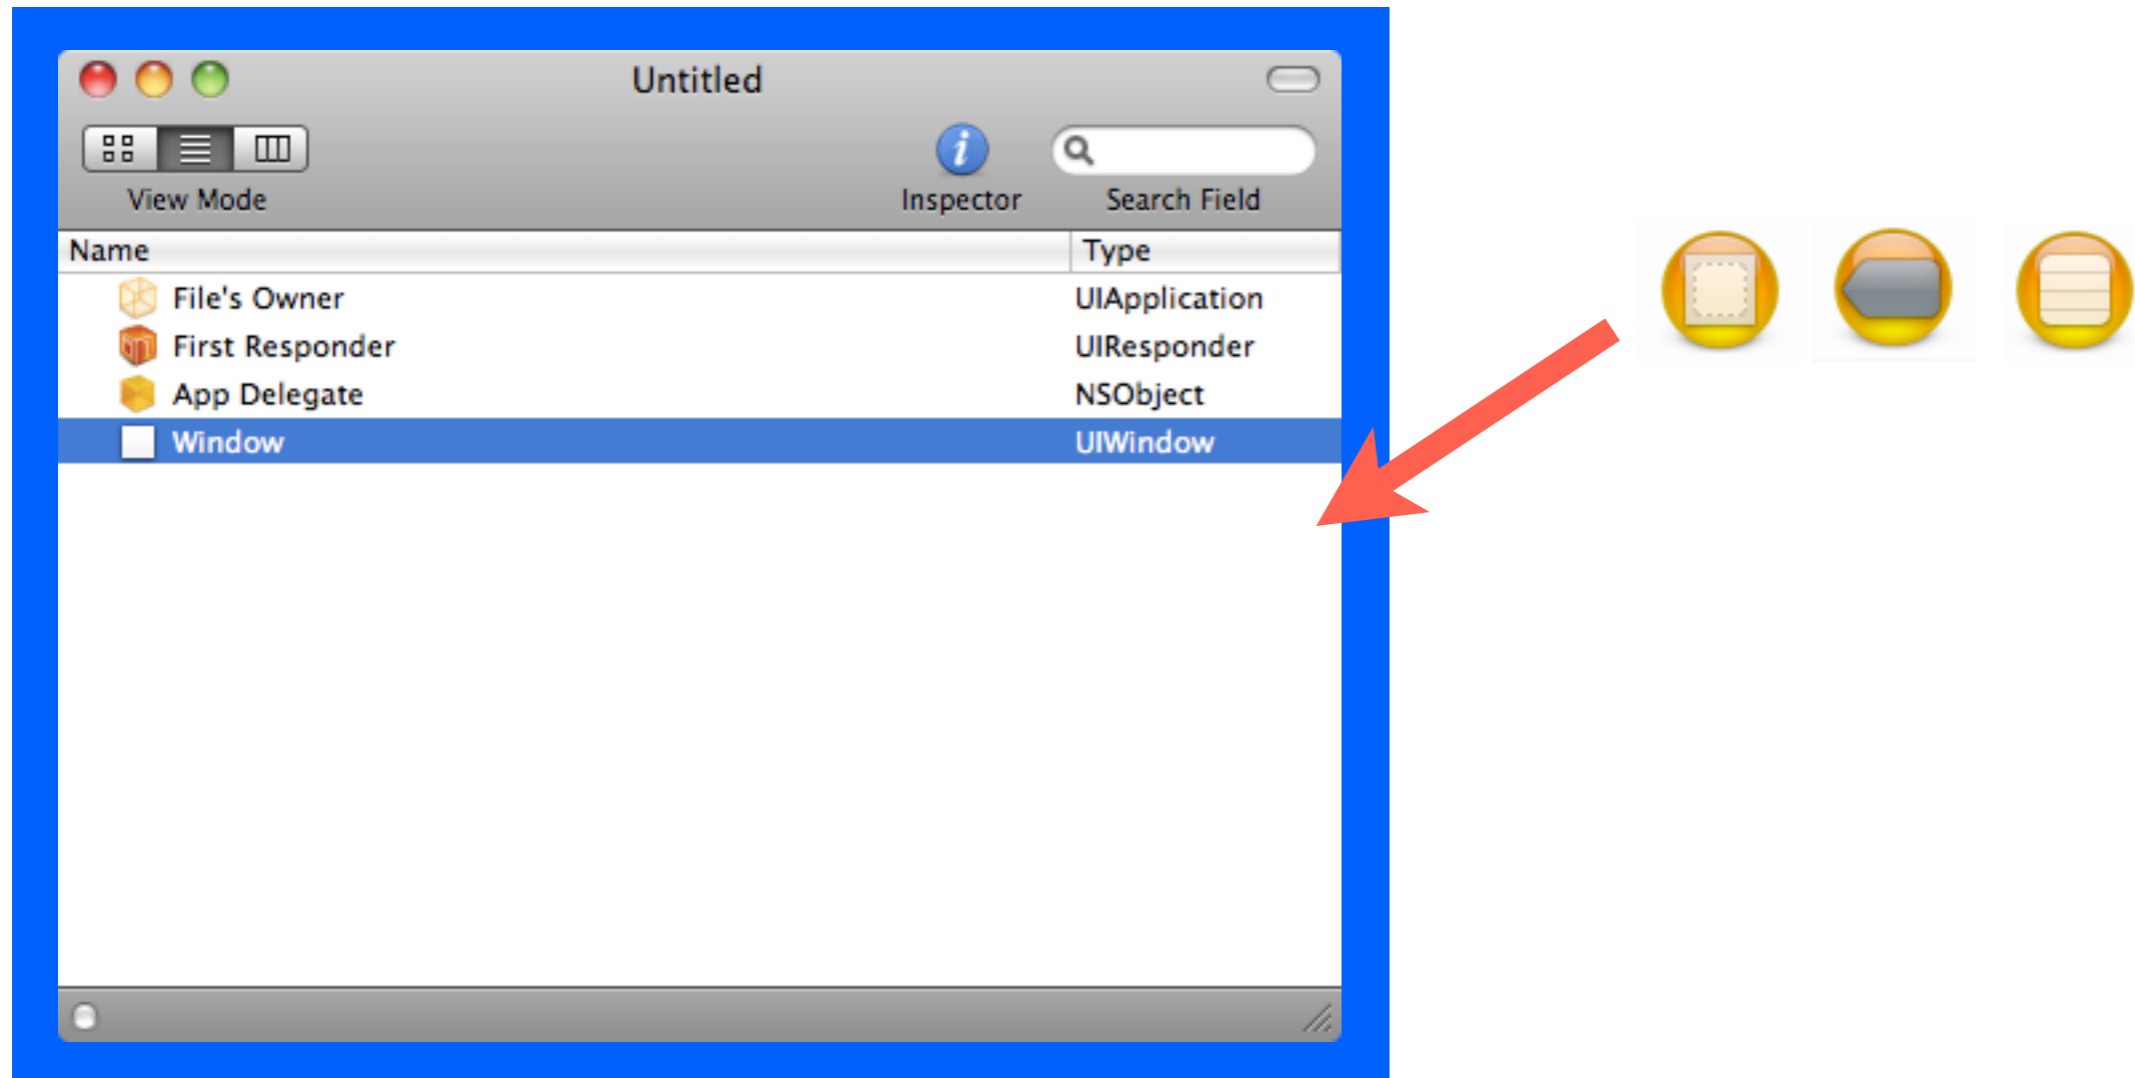 Untitled
View Mode
Inspector
Search Field
Name Type
File's Owner UIApplication
First Responder UIResponder
App Delegate NSObject
Window UIWindow